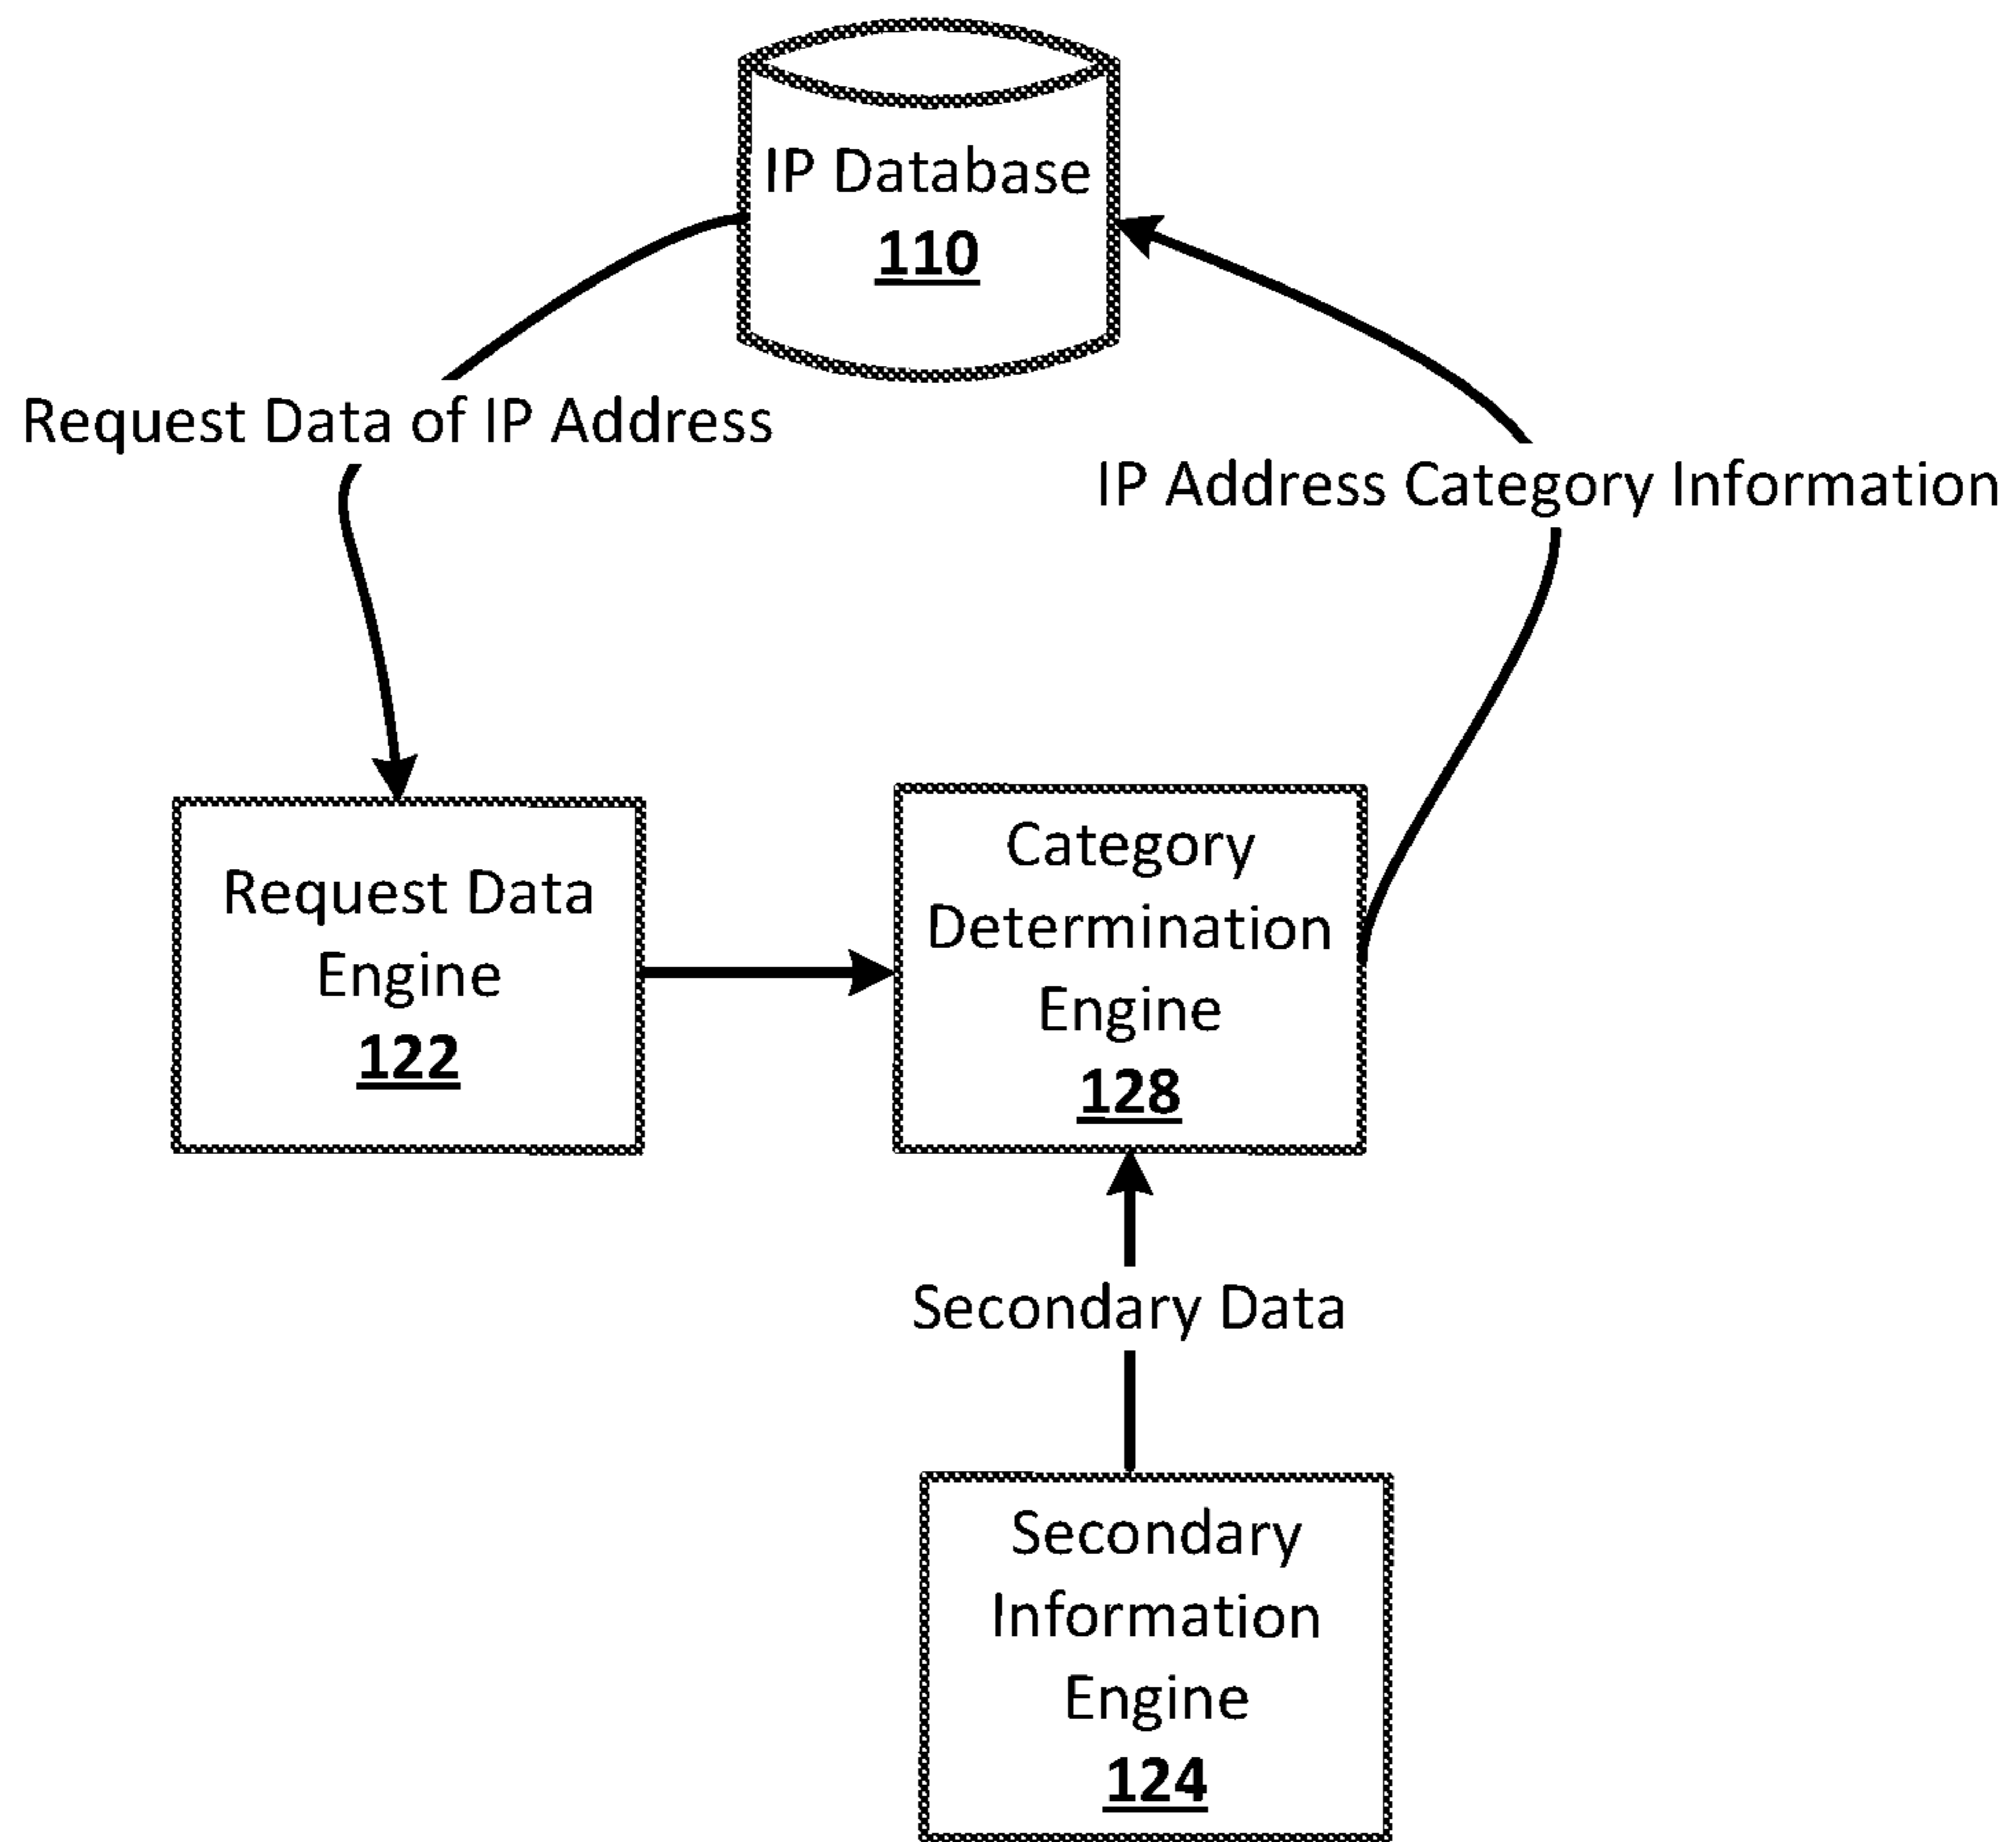 IP Database
110
Request Data of IP Address
IP Address Category Information
Request Data
Engine
122
Category
Determination
Engine
128
Secondary Data
Secondary
Information
Engine
124